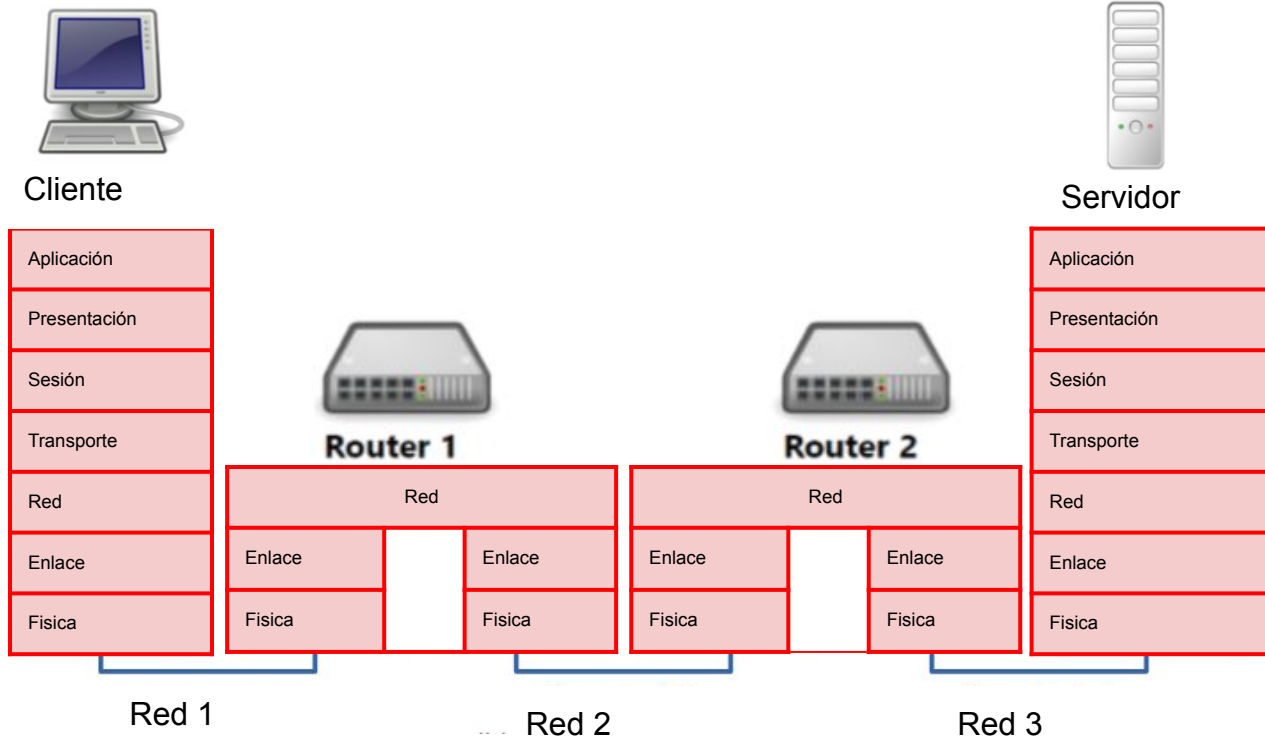 Cliente
Servidor
Aplicación
Presentación
Sesión
Transporte
Red
Enlace
Fisica
Router 1
Red
Enlace
Enlace
Fisica
Fisica
Router 2
Red
Enlace
Enlace
Fisica
Fisica
Aplicación
Presentación
Sesión
Transporte
Red
Enlace
Fisica
Red 1
Red 2
Red 3